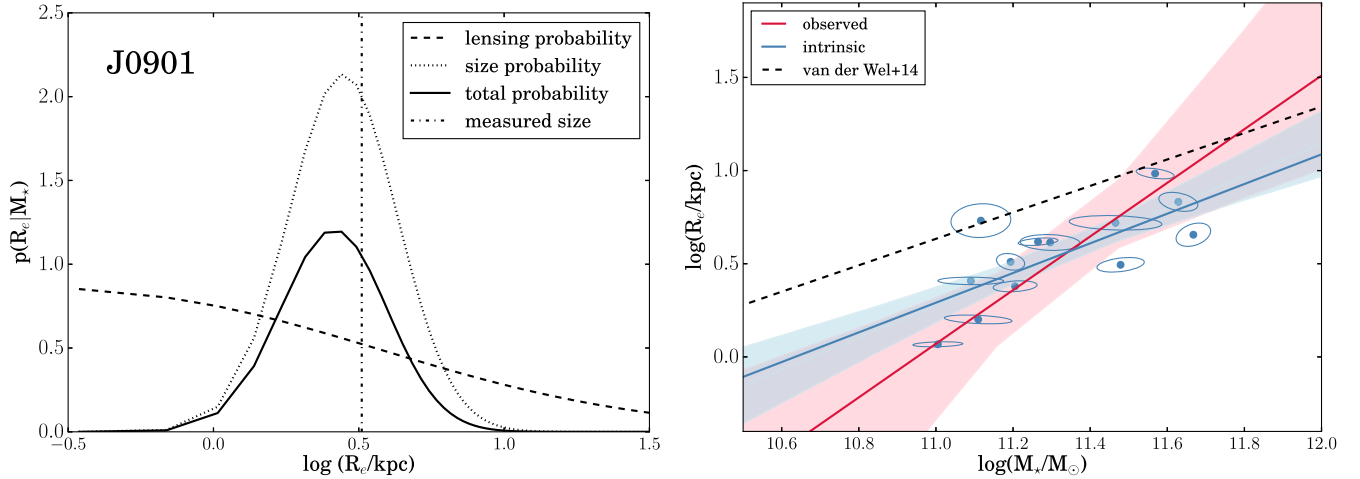 J0901
lensing probability
size probability
total probability
measured size
p(R_e|M_⋆)
2.5
2.0
1.5
1.0
0.5
0.0
−0.5 0.0 0.5 1.0 1.5
log (R_e/kpc)
observed
intrinsic
van der Wel+14
log(R_e/kpc)
1.5
1.0
0.5
0.0
10.6 10.8 11.0 11.2 11.4 11.6 11.8 12.0
log(M_⋆/M_⊙)